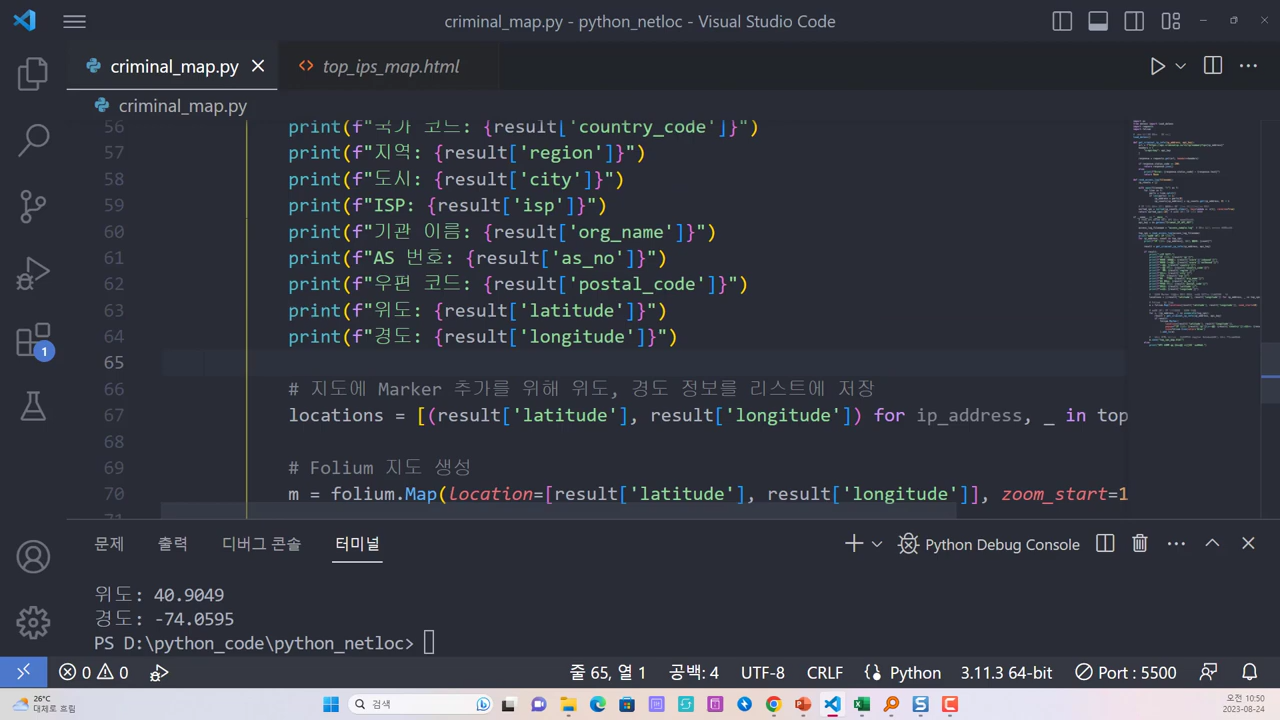 criminal_map.py - python_netloc - Visual Studio Code
criminal_map.py
top_ips_map.html
criminal_map.py
56 print(f"국가 코드: {result['country_code']}")
57 print(f"지역: {result['region']}")
58 print(f"도시: {result['city']}")
59 print(f"ISP: {result['isp']}")
60 print(f"기관 이름: {result['org_name']}")
61 print(f"AS 번호: {result['as_no']}")
62 print(f"우편 코드: {result['postal_code']}")
63 print(f"위도: {result['latitude']}")
64 print(f"경도: {result['longitude']}")
65
66 # 지도에 Marker 추가를 위해 위도, 경도 정보를 리스트에 저장
67 locations = [(result['latitude'], result['longitude']) for ip_address, _ in top
68
69 # Folium 지도 생성
70 m = folium.Map(location=[result['latitude'], result['longitude']], zoom_start=1
71
문제 출력 디버그 콘솔 터미널
Python Debug Console
위도: 40.9049
경도: -74.0595
PS D:\python_code\python_netloc>
1
0 0 줄 65, 열 1 공백: 4 UTF-8 CRLF Python 3.11.3 64-bit Port : 5500
26°C
대체로 흐림
검색
오전 10:50
2023-08-24